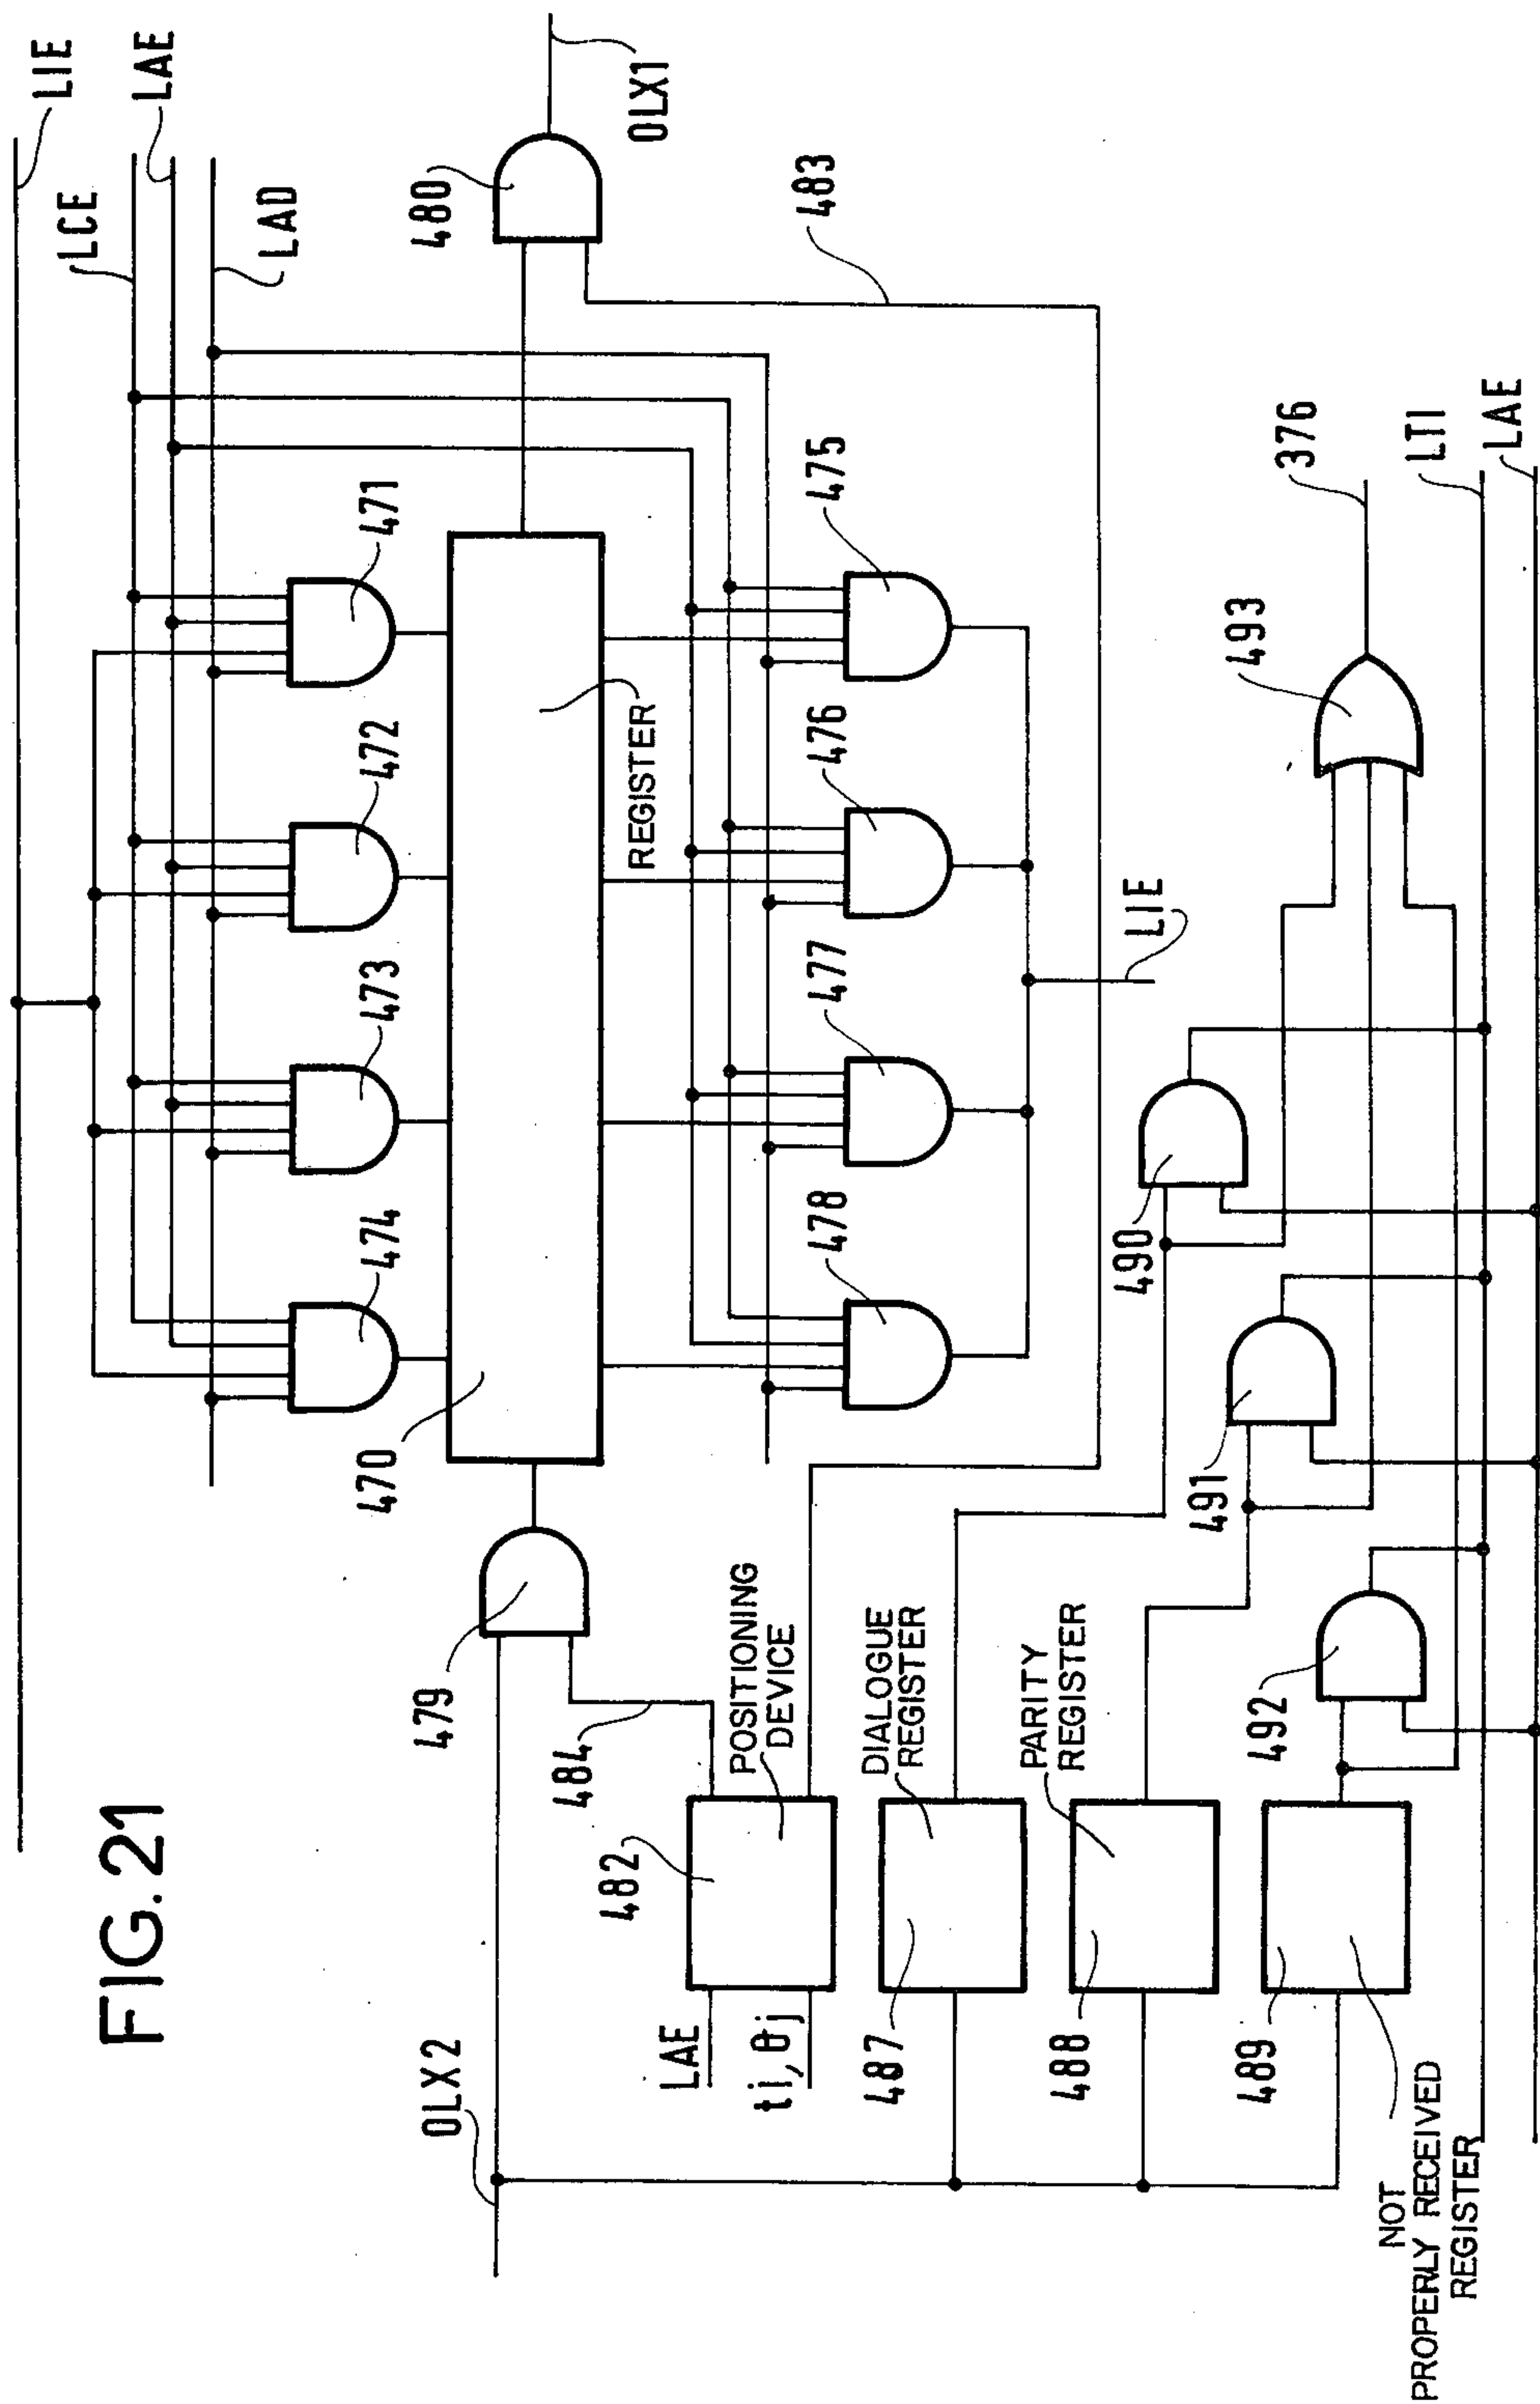 FIG. 21
LIE
LCE
LAE
LAD
OLX1
480
483
471
472
473
474
REGISTER
470
475
476
477
478
LIE
479
484
OLX2
482
POSITIONING
DEVICE
LAE
ti, θj
487
DIALOGUE
REGISTER
488
PARITY
REGISTER
489
NOT
PROPERLY RECEIVED
REGISTER
490
491
492
493
376
LTI
LAE